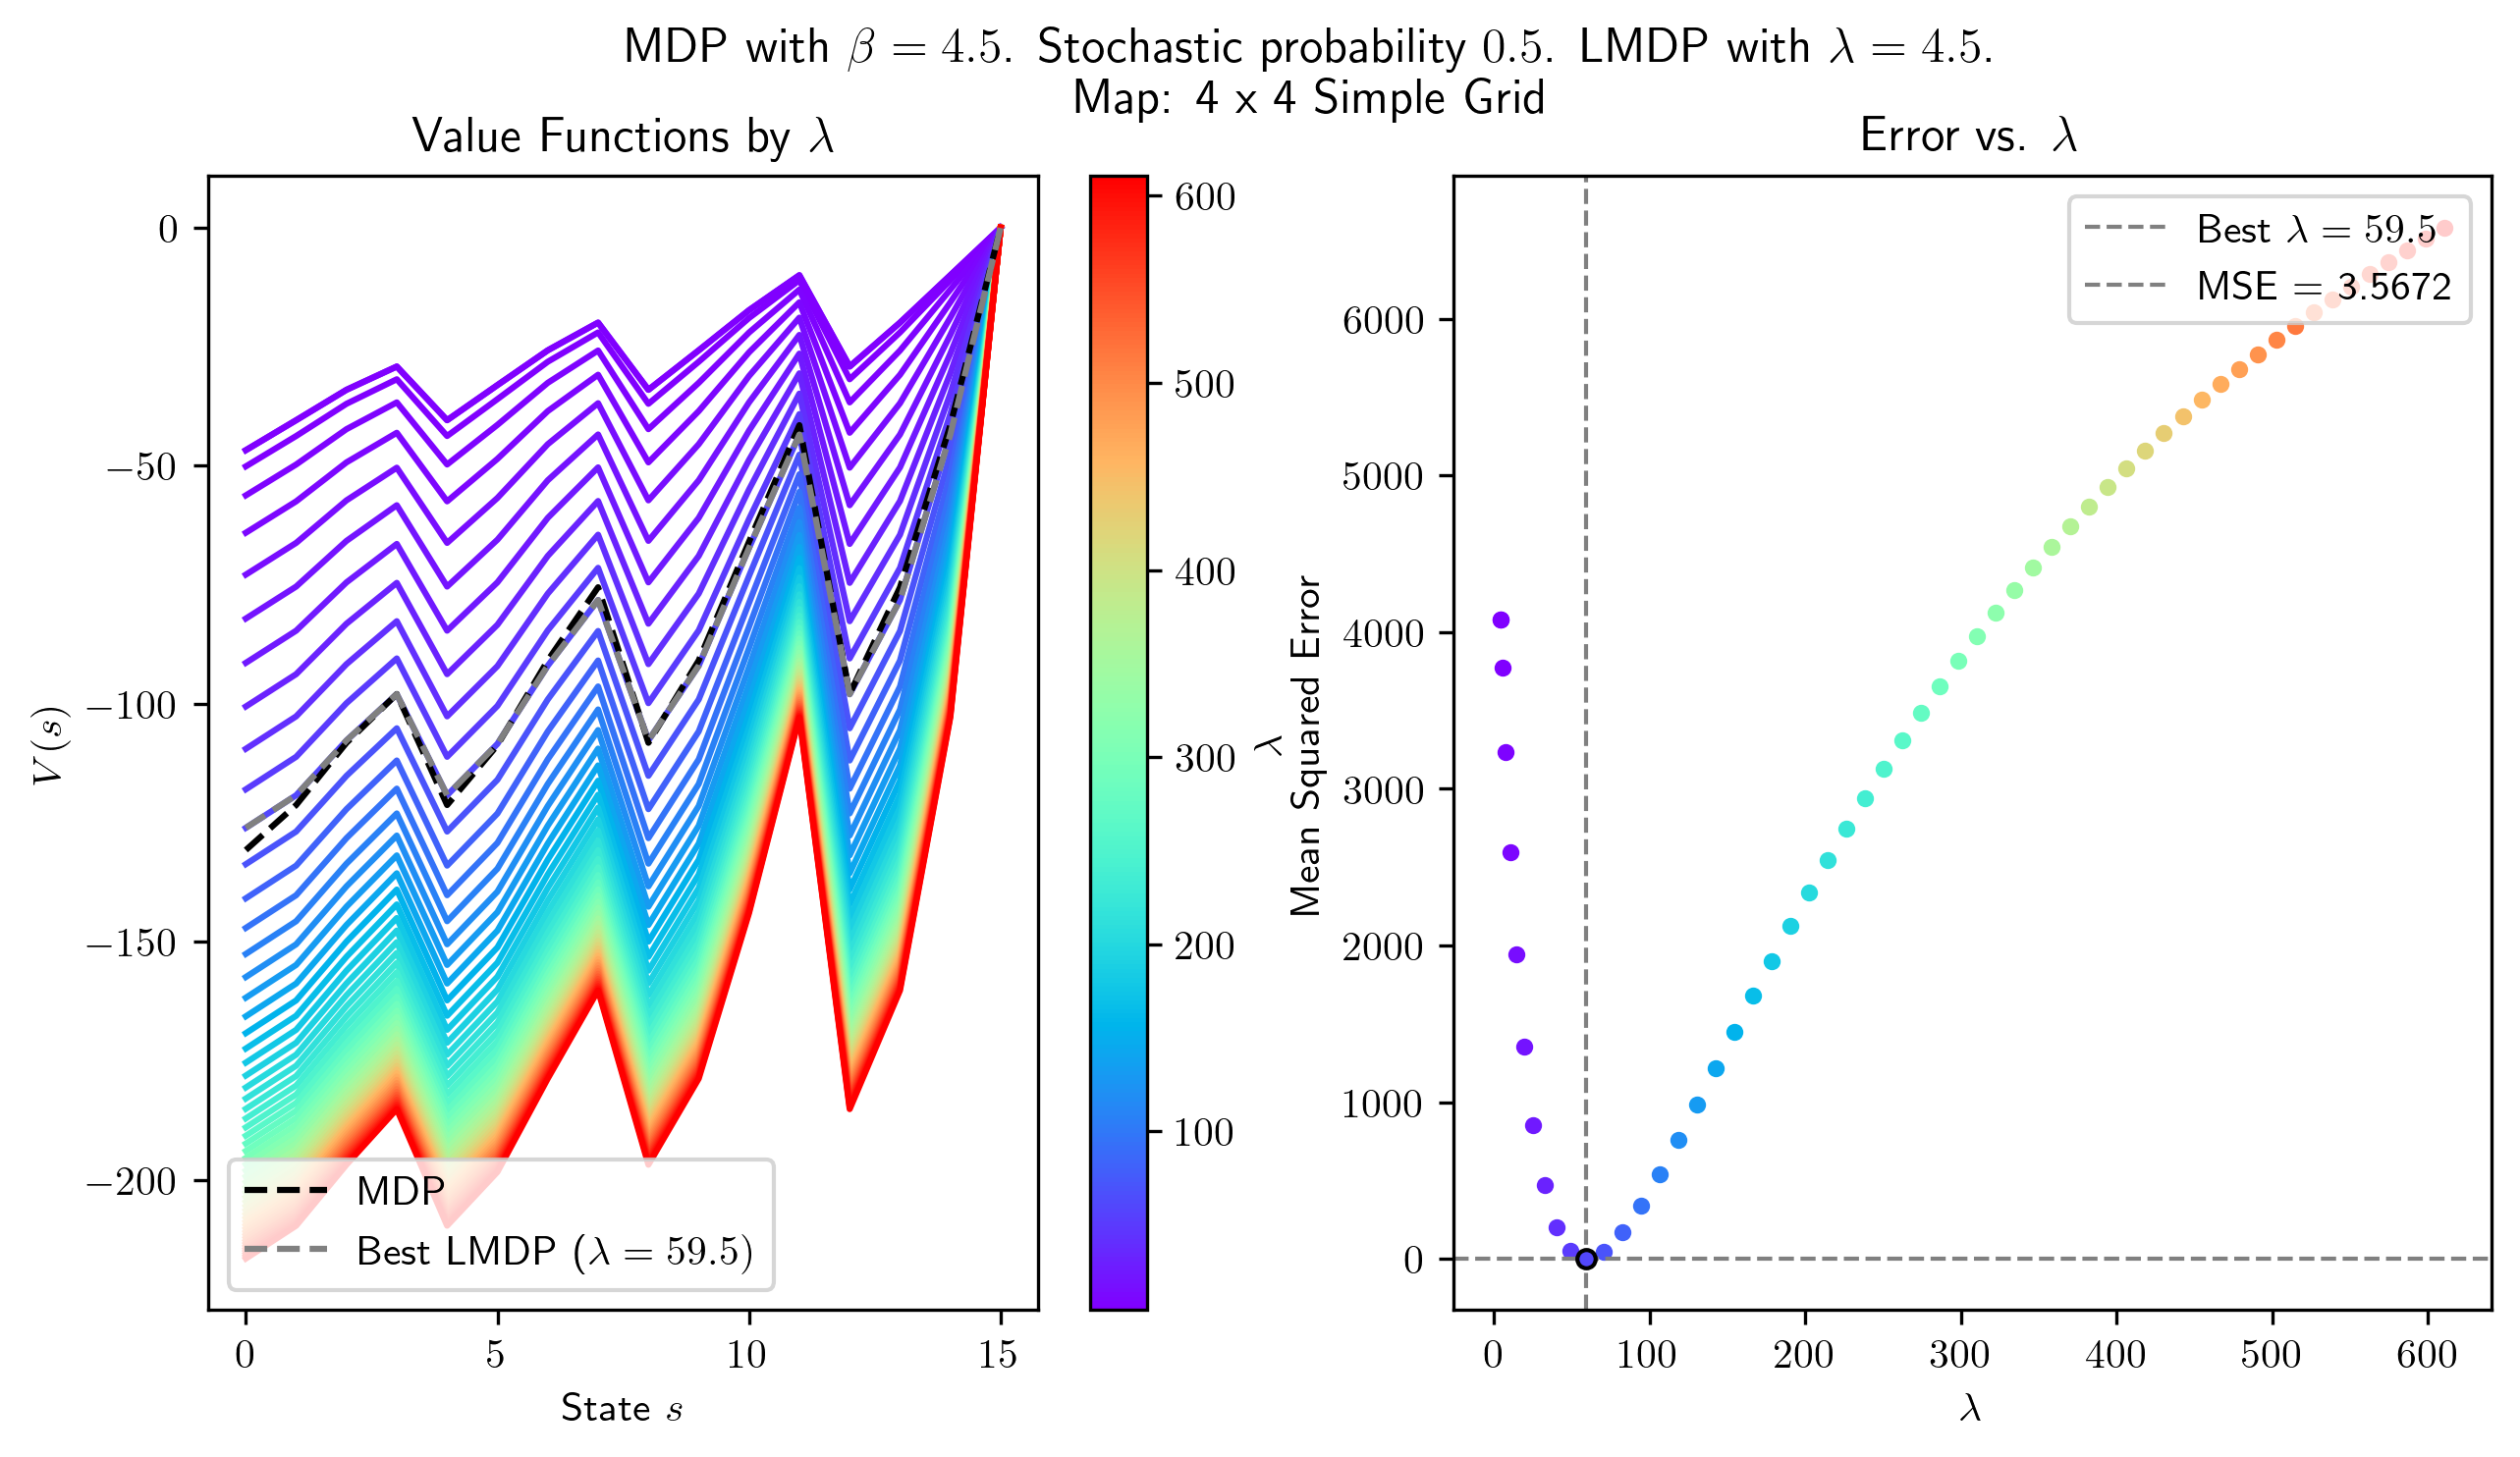 MDP with β = 4.5. Stochastic probability 0.5. LMDP with λ = 4.5.
Map: 4 x 4 Simple Grid
Value Functions by λ
0
−50
−100
−150
−200
V(s)
MDP
Best LMDP (λ = 59.5)
0 5 10 15
State s
600
500
400
300
200
100
λ
Error vs. λ
Best λ = 59.5
MSE = 3.5672
6000
5000
4000
3000
2000
1000
0
Mean Squared Error
0 100 200 300 400 500 600
λ